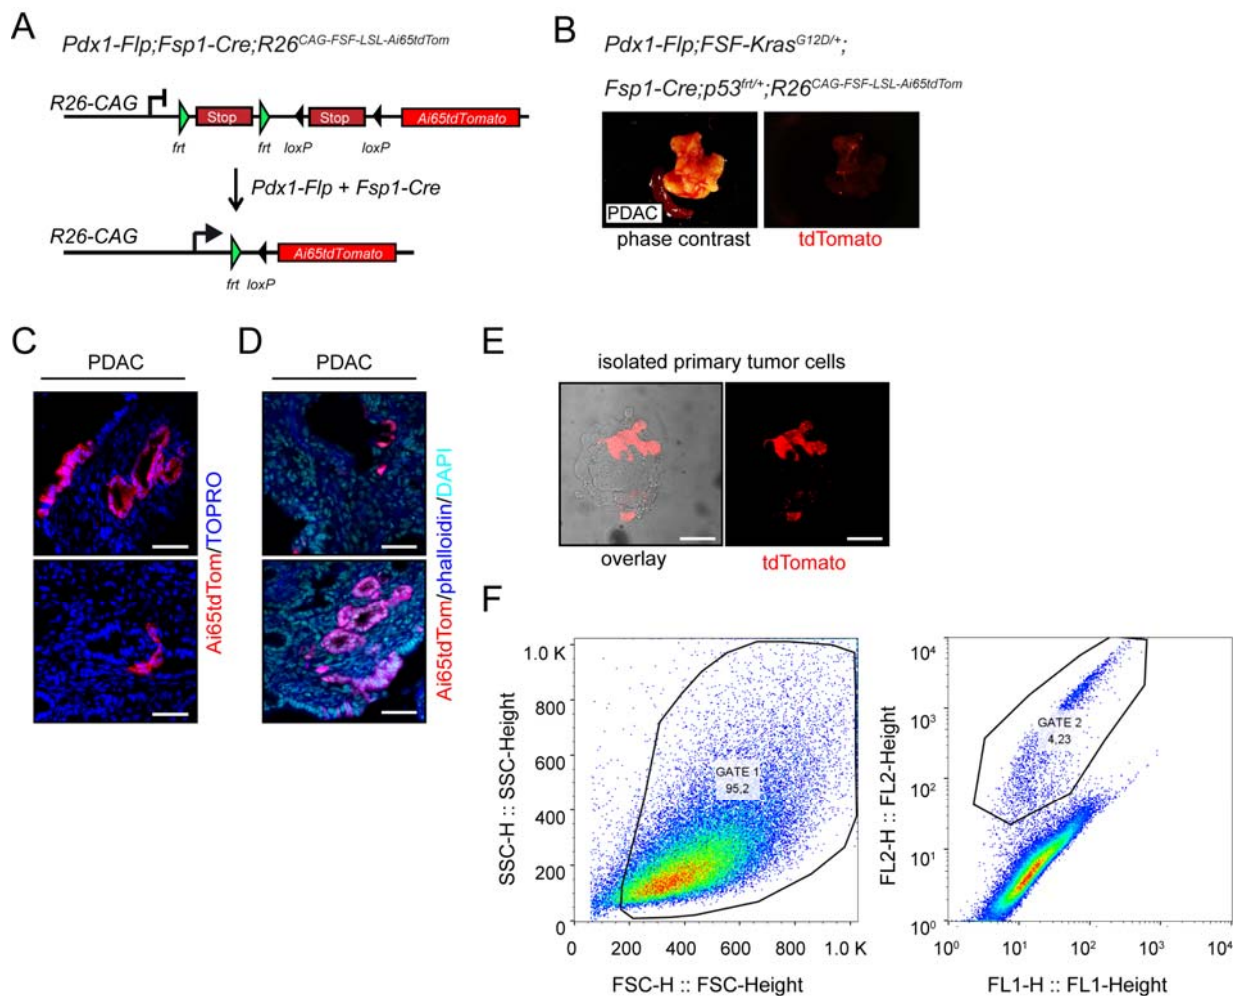 A
Pdx1-Flp;Fsp1-Cre;R26CAG-FSF-LSL-Ai65tdTom
R26-CAG
Stop
Stop
Ai65tdTomato
frt
frt
loxP
loxP
Pdx1-Flp + Fsp1-Cre
R26-CAG
Ai65tdTomato
frt
loxP
B
Pdx1-Flp;FSF-KrasG12D/+;
Fsp1-Cre;p53frt/+;R26CAG-FSF-LSL-Ai65tdTom
PDAC
phase contrast
tdTomato
C
PDAC
Ai65tdTom/TOPRO
D
PDAC
Ai65tdTom/phalloidin/DAPI
E
isolated primary tumor cells
overlay
tdTomato
F
SSC-H :: SSC-Height
1.0 K
800
600
400
200
0
GATE 1
95,2
0
200
400
600
800
1.0 K
FSC-H :: FSC-Height
FL2-H :: FL2-Height
10⁴
10³
10²
10¹
10⁰
GATE 2
4,23
10⁰
10¹
10²
10³
10⁴
FL1-H :: FL1-Height